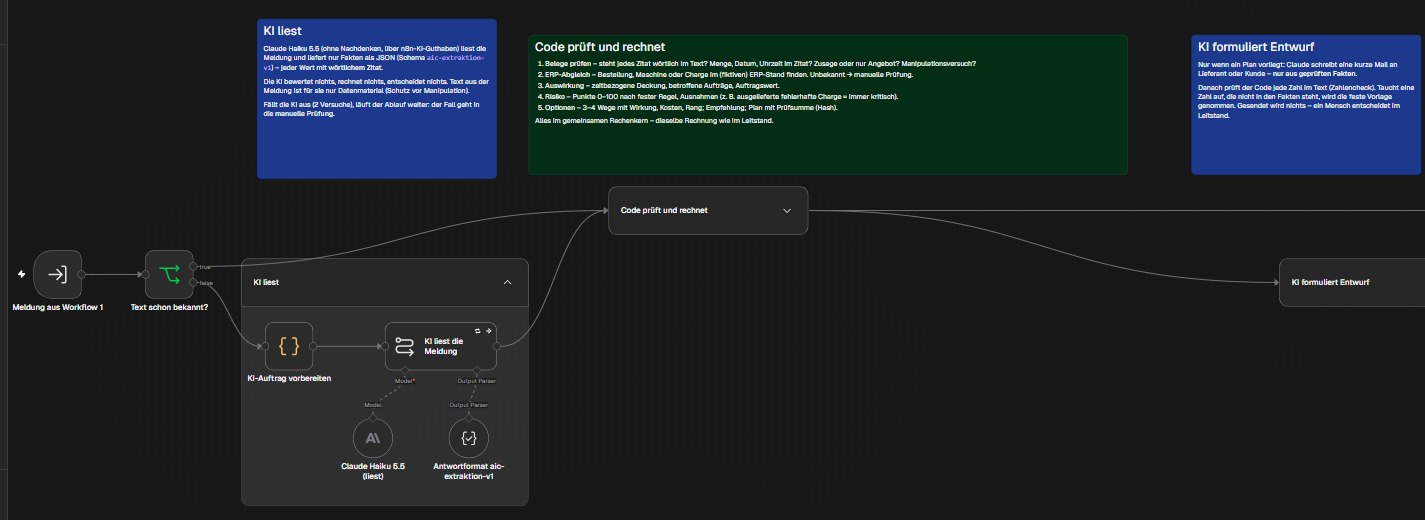 KI liest
Claude Haiku 5.5 (ohne Nachdenken, über n8n-KI-Guthaben) liest die
Meldung und liefert nur Fakten als JSON (Schema aic-extraktion-
v1) – jeder Wert mit wörtlichem Zitat.
Die KI bewertet nichts, rechnet nichts, entscheidet nichts. Text aus der
Meldung ist für sie nur Datenmaterial (Schutz vor Manipulation).
Fällt die KI aus (2 Versuche), läuft der Ablauf weiter: der Fall geht in
die manuelle Prüfung.
Code prüft und rechnet
1. Belege prüfen – steht jedes Zitat wörtlich im Text? Menge, Datum, Uhrzeit im Zitat? Zusage oder nur Angebot? Manipulationsversuch?
2. ERP-Abgleich – Bestellung, Maschine oder Charge im (fiktiven) ERP-Stand finden. Unbekannt → manuelle Prüfung.
3. Auswirkung – zeitbezogene Deckung, betroffene Aufträge, Auftragswert.
4. Risiko – Punkte 0–100 nach fester Regel, Ausnahmen (z. B. ausgelieferte fehlerhafte Charge = immer kritisch).
5. Optionen – 3–4 Wege mit Wirkung, Kosten, Rang; Empfehlung; Plan mit Prüfsumme (Hash).
Alles im gemeinsamen Rechenkern – dieselbe Rechnung wie im Leitstand.
KI formuliert Entwurf
Nur wenn ein Plan vorliegt: Claude schreibt eine kurze Mail an
Lieferant oder Kunde – nur aus geprüften Fakten.
Danach prüft der Code jede Zahl im Text (Zahlencheck). Taucht eine
Zahl auf, die nicht in den Fakten steht, wird die feste Vorlage
genommen. Gesendet wird nichts – ein Mensch entscheidet im
Leitstand.
Code prüft und rechnet
Meldung aus Workflow 1
Text schon bekannt?
true
false
KI liest
KI-Auftrag vorbereiten
KI liest die
Meldung
Model*
Output Parser
Model
Output Parser
Claude Haiku 5.5
(liest)
Antwortformat aic-
extraktion-v1
KI formuliert Entwurf